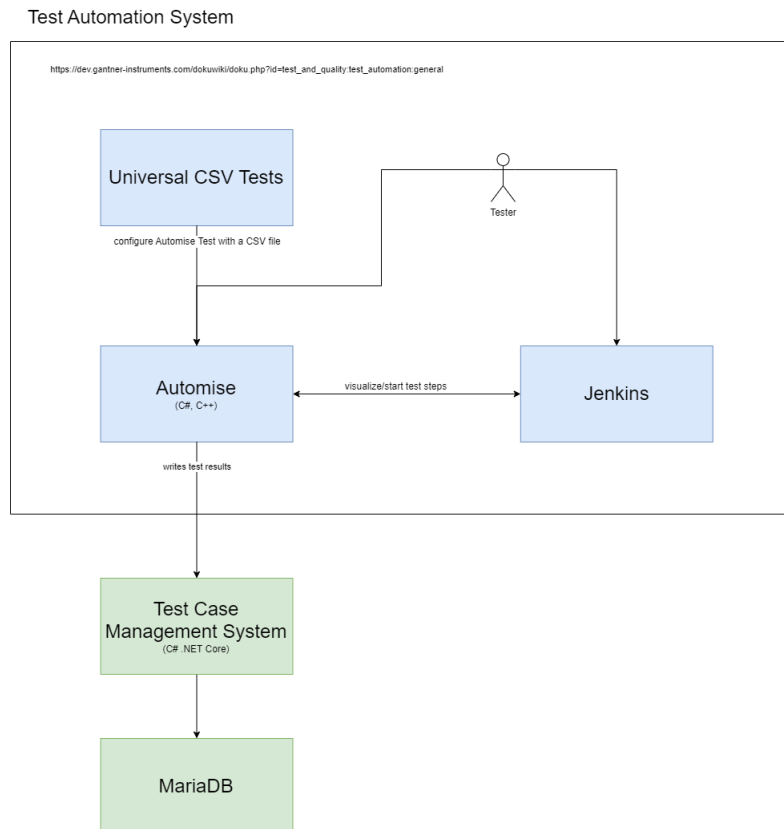 Test Automation System
https://dev.gantner-instruments.com/dokuwiki/doku.php?id=test_and_quality:test_automation:general
Universal CSV Tests
Tester
configure Automise Test with a CSV file
Automise
(C#, C++)
visualize/start test steps
Jenkins
writes test results
Test Case
Management System
(C# .NET Core)
MariaDB